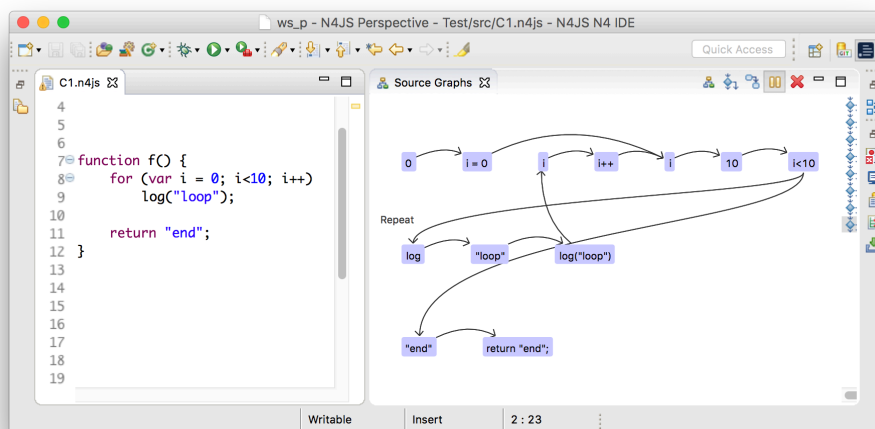 ws_p - N4JS Perspective - Test/src/C1.n4js - N4JS N4 IDE
Quick Access
C1.n4js
Source Graphs
4
5
6
7 function f() {
8     for (var i = 0; i<10; i++)
9         log("loop");
10
11     return "end";
12 }
13
14
15
16
17
18
19
0 i = 0 i i++ i 10 i<10
Repeat
log "loop" log("loop")
"end" return "end";
Writable Insert 2 : 23